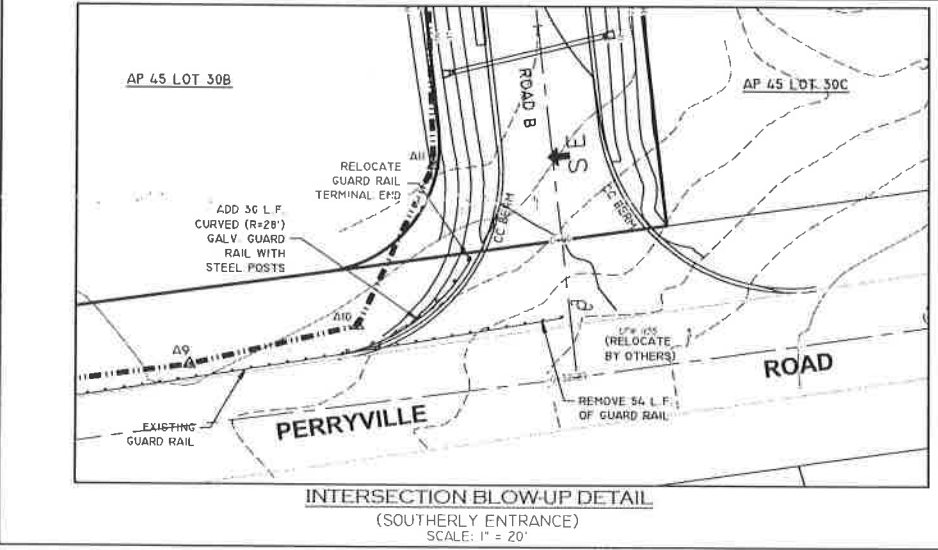 AP 45 LOT 30B
ROAD B
AP 45 LOT 30C
RELOCATE
GUARD RAIL
TERMINAL END
A11
CC BERM
CC BERM
ADD 36 L.F.
CURVED (R=28')
GALV. GUARD
RAIL WITH
STEEL POSTS
A10
A9
(RELOCATE
BY OTHERS)
ROAD
PERRYVILLE
REMOVE 54 L.F.
OF GUARD RAIL
EXISTING
GUARD RAIL
INTERSECTION BLOW-UP DETAIL
(SOUTHERLY ENTRANCE)
SCALE: 1" = 20'